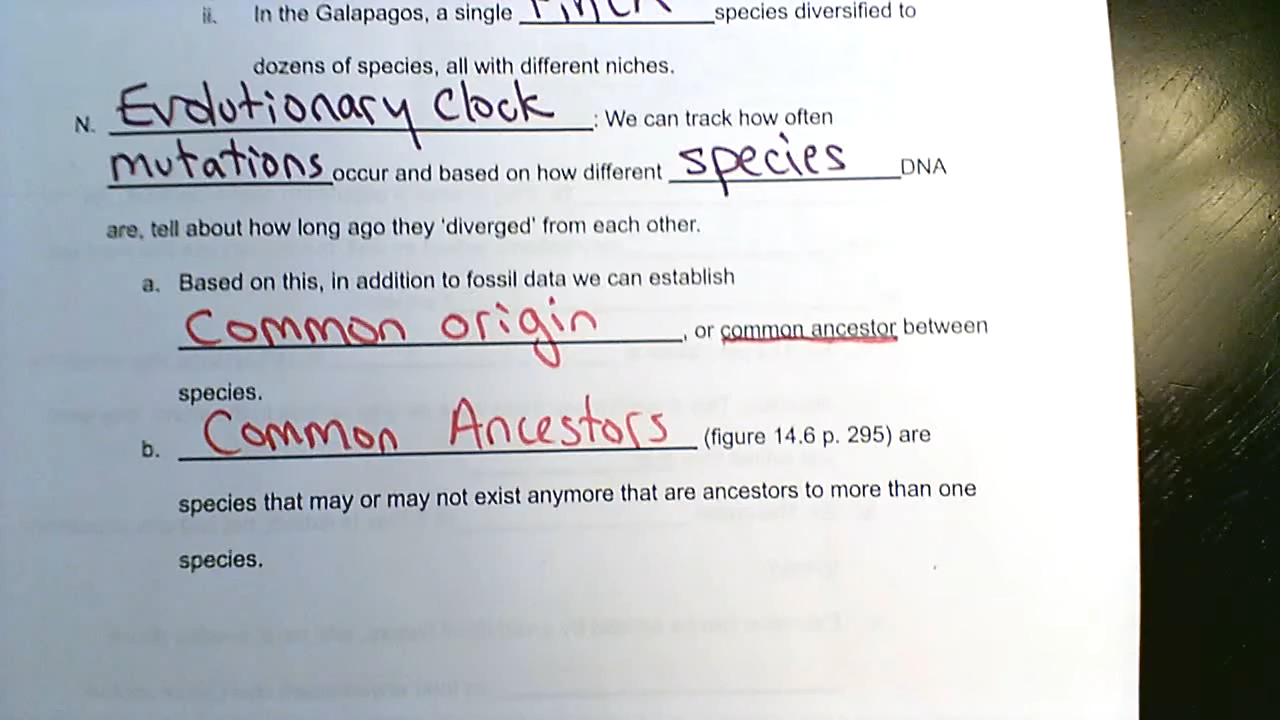 ii. In the Galapagos, a single Finch species diversified to
dozens of species, all with different niches.
N. Evolutionary Clock : We can track how often
mutations occur and based on how different species DNA
are, tell about how long ago they 'diverged' from each other.
a. Based on this, in addition to fossil data we can establish
Common origin, or common ancestor between
species.
b. Common Ancestors (figure 14.6 p. 295) are
species that may or may not exist anymore that are ancestors to more than one
species.